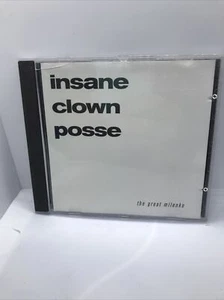 insane
clown
posse
the great milenko